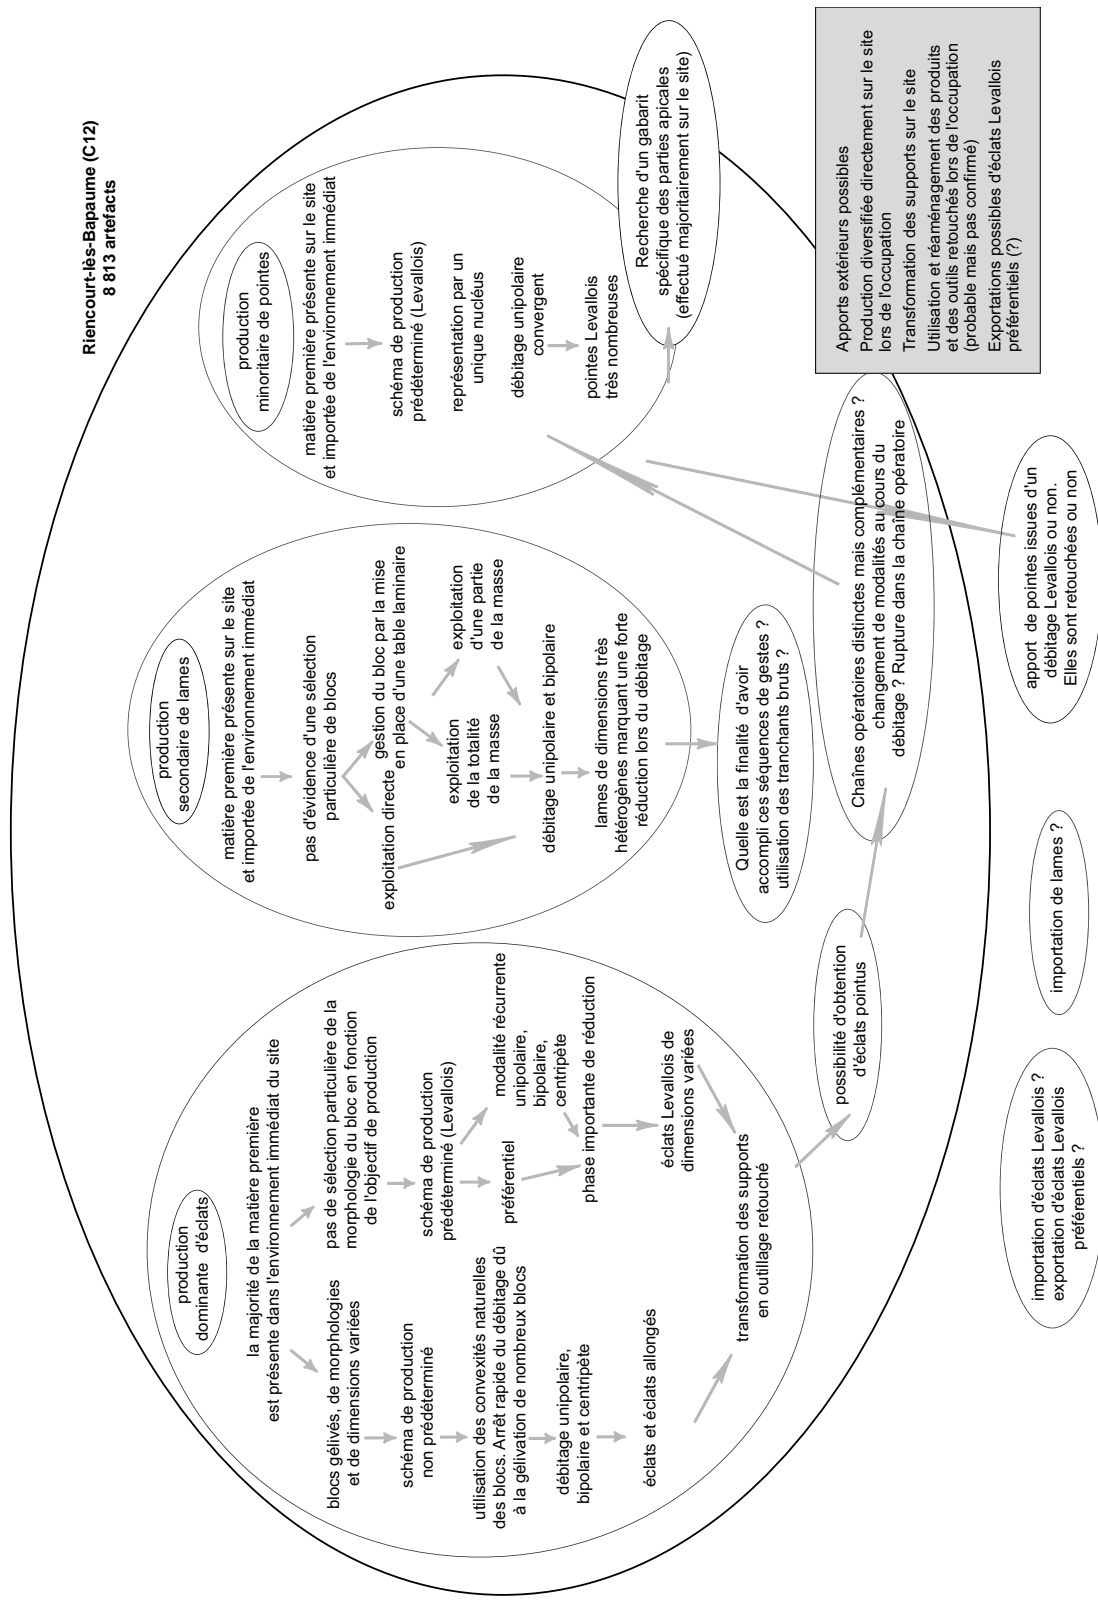 Riencourt-lès-Bapaume (C12)
8 813 artefacts
production
dominante d'éclats
la majorité de la matière première
est présente dans l'environnement immédiat du site
blocs gélivés, de morphologies
et de dimensions variées
schéma de production
non prédéterminé
utilisation des convexités naturelles
des blocs. Arrêt rapide du débitage dû
à la gélivation de nombreux blocs
débitage unipolaire,
bipolaire et centripète
éclats et éclats allongés
pas de sélection particulière de la
morphologie du bloc en fonction
de l'objectif de production
schéma de production
prédéterminé (Levallois)
préférentiel
modalité récurrente
unipolaire,
bipolaire,
centripète
phase importante de réduction
éclats Levallois de
dimensions variées
transformation des supports
en outillage retouché
possibilité d'obtention
d'éclats pointus
production
secondaire de lames
matière première présente sur le site
et importée de l'environnement immédiat
pas d'évidence d'une sélection
particulière de blocs
exploitation directe
gestion du bloc par la mise
en place d'une table laminaire
exploitation
de la totalité
de la masse
exploitation
d'une partie
de la masse
débitage unipolaire et bipolaire
lames de dimensions très
hétérogènes marquant une forte
réduction lors du débitage
Quelle est la finalité d'avoir
accompli ces séquences de gestes ?
utilisation des tranchants bruts ?
production
minoritaire de pointes
matière première présente sur le site
et importée de l'environnement immédiat
schéma de production
prédéterminé (Levallois)
représentation par un
unique nucléus
débitage unipolaire
convergent
pointes Levallois
très nombreuses
Recherche d'un gabarit
spécifique des parties apicales
(effectué majoritairement sur le site)
Chaînes opératoires distinctes mais complémentaires ?
changement de modalités au cours du
débitage ? Rupture dans la chaîne opératoire
importation d'éclats Levallois ?
exportation d'éclats Levallois
préférentiels ?
importation de lames ?
apport de pointes issues d'un
débitage Levallois ou non.
Elles sont retouchées ou non
Apports extérieurs possibles
Production diversifiée directement sur le site
lors de l'occupation
Transformation des supports sur le site
Utilisation et réaménagement des produits
et des outils retouchés lors de l'occupation
(probable mais pas confirmé)
Exportations possibles d'éclats Levallois
préférentiels (?)